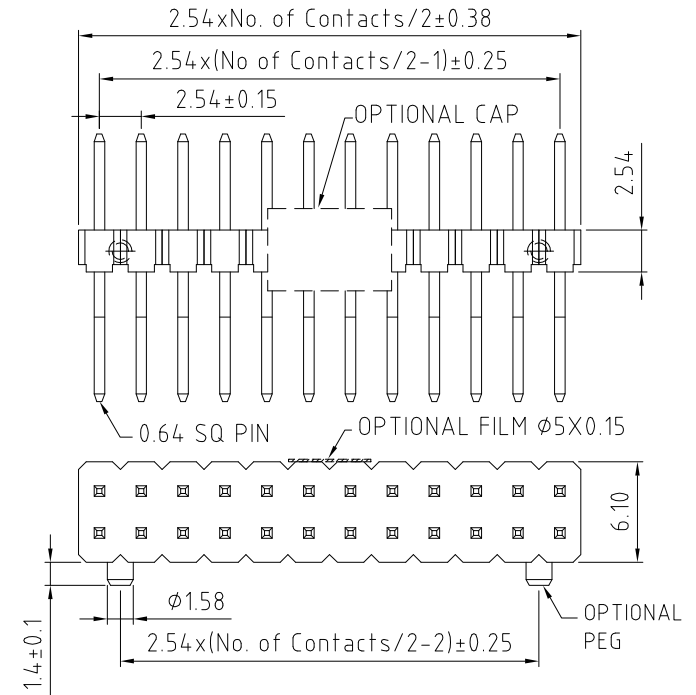 2.54xNo. of Contacts/2±0.38
2.54x(No of Contacts/2-1)±0.25
2.54±0.15
OPTIONAL CAP
2.54
0.64 SQ PIN
OPTIONAL FILM Ø5X0.15
6.10
Ø1.58
1.4±0.1
2.54x(No. of Contacts/2-2)±0.25
OPTIONAL
PEG